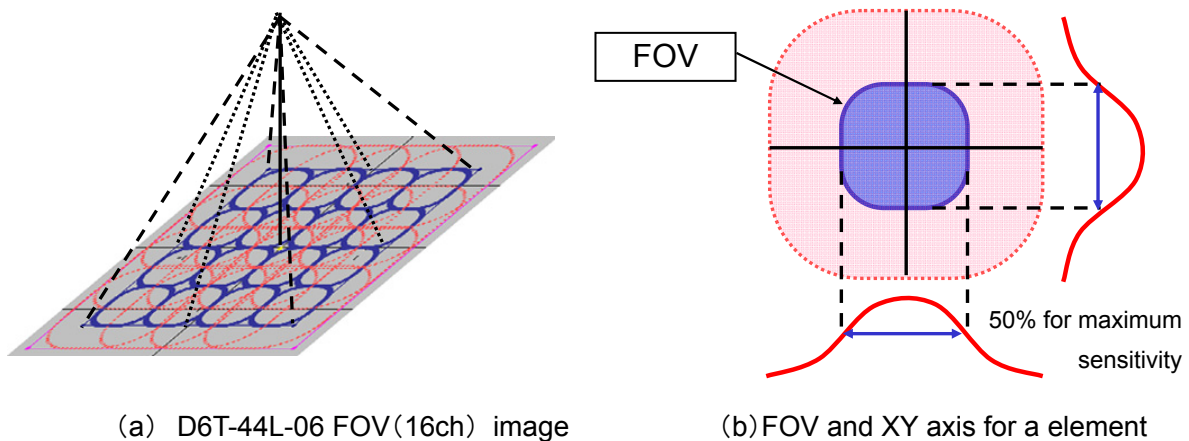 FOV
50% for maximum
sensitivity
(a) D6T-44L-06 FOV(16ch) image
(b)FOV and XY axis for a element